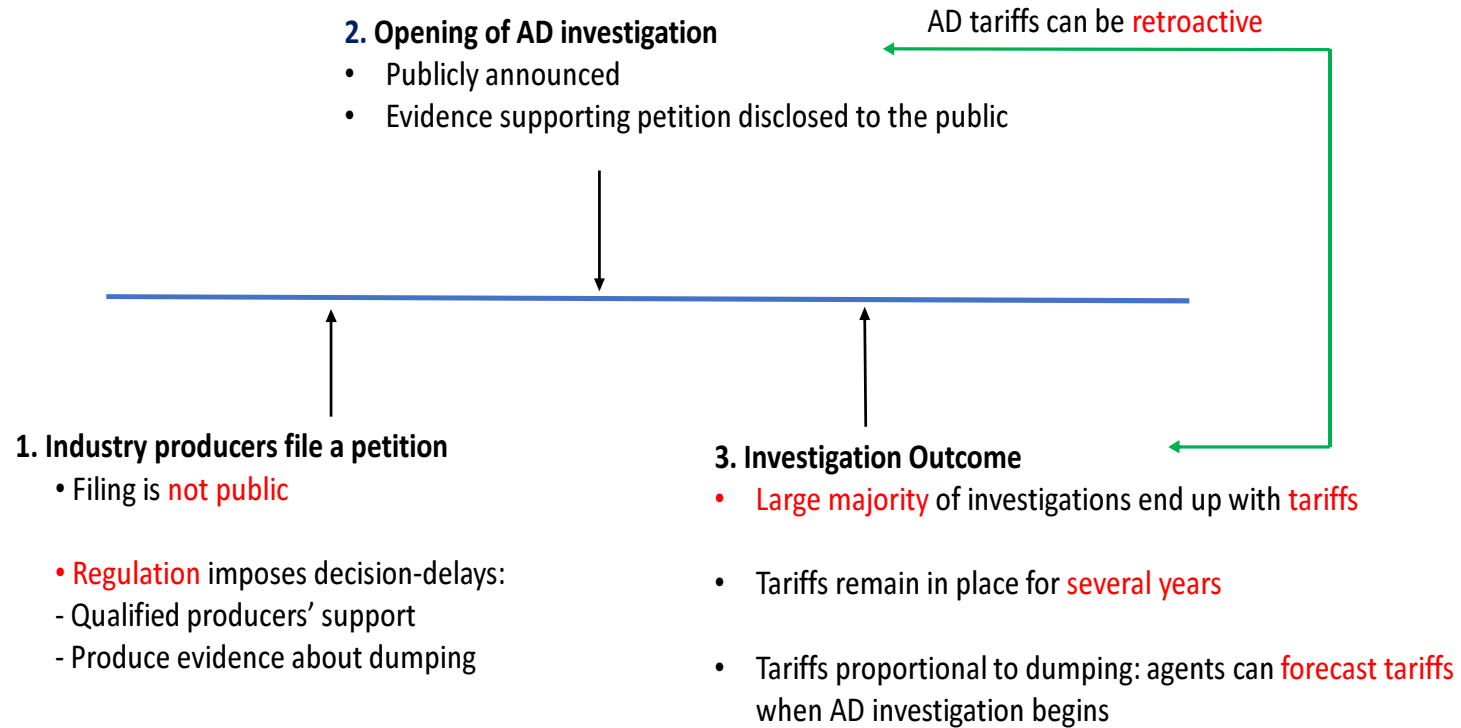 2. Opening of AD investigation
• Publicly announced
• Evidence supporting petition disclosed to the public
AD tariffs can be retroactive
1. Industry producers file a petition
• Filing is not public
• Regulation imposes decision-delays:
- Qualified producers’ support
- Produce evidence about dumping
3. Investigation Outcome
• Large majority of investigations end up with tariffs
• Tariffs remain in place for several years
• Tariffs proportional to dumping: agents can forecast tariffs
when AD investigation begins